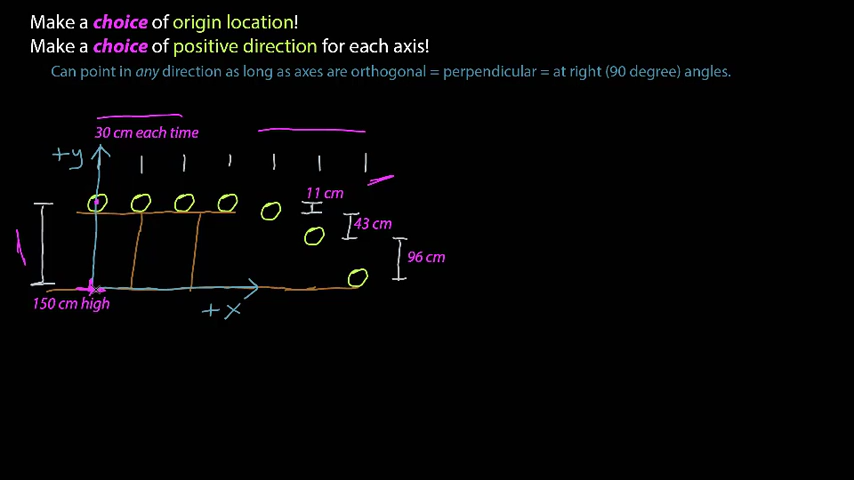 Make a choice of origin location!
Make a choice of positive direction for each axis!
Can point in any direction as long as axes are orthogonal = perpendicular = at right (90 degree) angles.
30 cm each time
+y
11 cm
43 cm
96 cm
150 cm high
+x